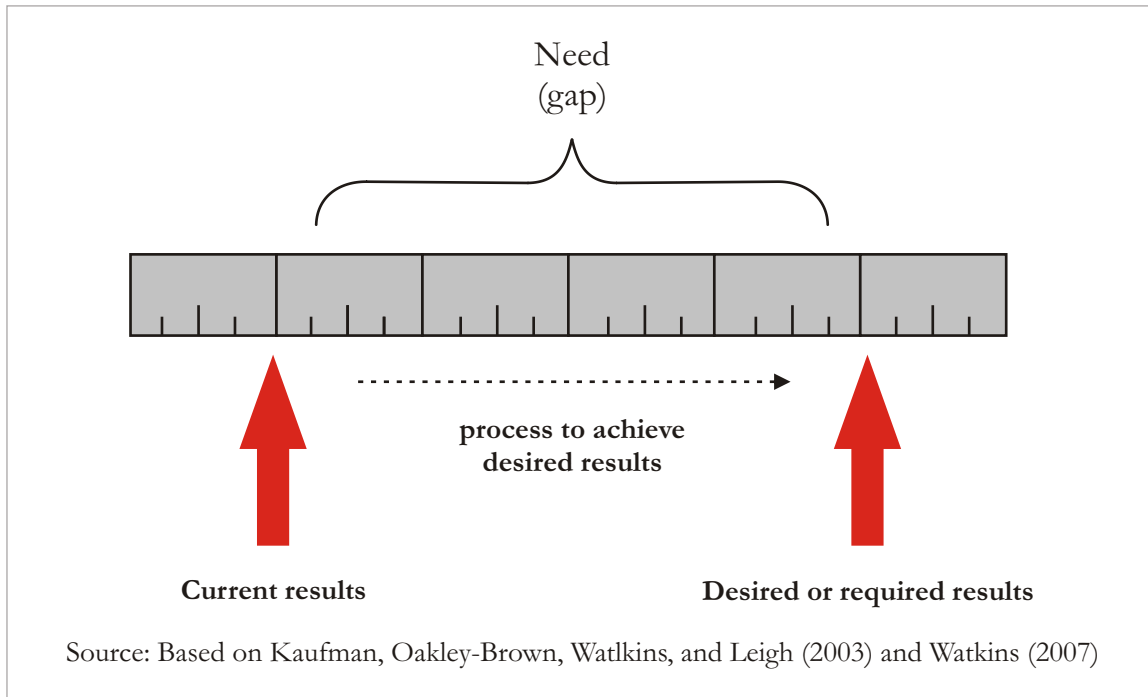 Need
(gap)
process to achieve
desired results
Current results
Desired or required results
Source: Based on Kaufman, Oakley-Brown, Watlkins, and Leigh (2003) and Watkins (2007)